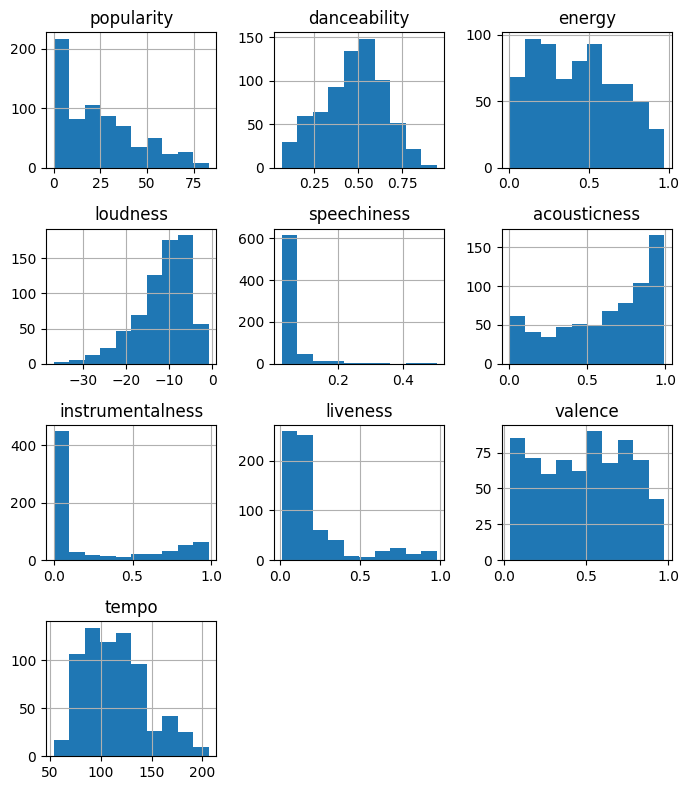 popularity danceability energy
200 150 100
100 100 50
50
0 0 0
0 25 50 75 0.25 0.50 0.75 0.0 0.5 1.0
loudness speechiness acousticness
150 600 150
100 400 100
50 200 50
0 0 0
−30 −20 −10 0 0.2 0.4 0.0 0.5 1.0
instrumentalness liveness valence
400 200 75
200 100 50
25
0 0 0
0.0 0.5 1.0 0.0 0.5 1.0 0.0 0.5 1.0
tempo
100
50
0
50 100 150 200